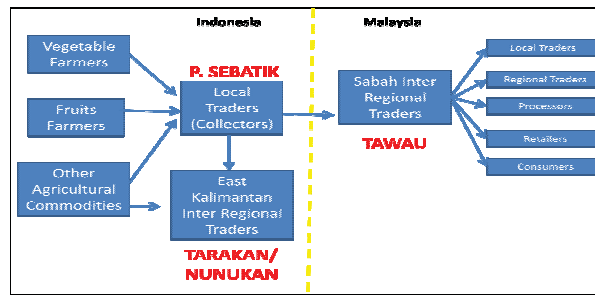 Indonesia
Malaysia
Vegetable
Farmers
Fruits
Farmers
Other
Agricultural
Commodities
P. SEBATIK
Local
Traders
(Collectors)
East
Kalimantan
Inter Regional
Traders
TARAKAN/
NUNUKAN
Sabah Inter
Regional
Traders
TAWAU
Local Traders
Regional Traders
Processors
Retailers
Consumers